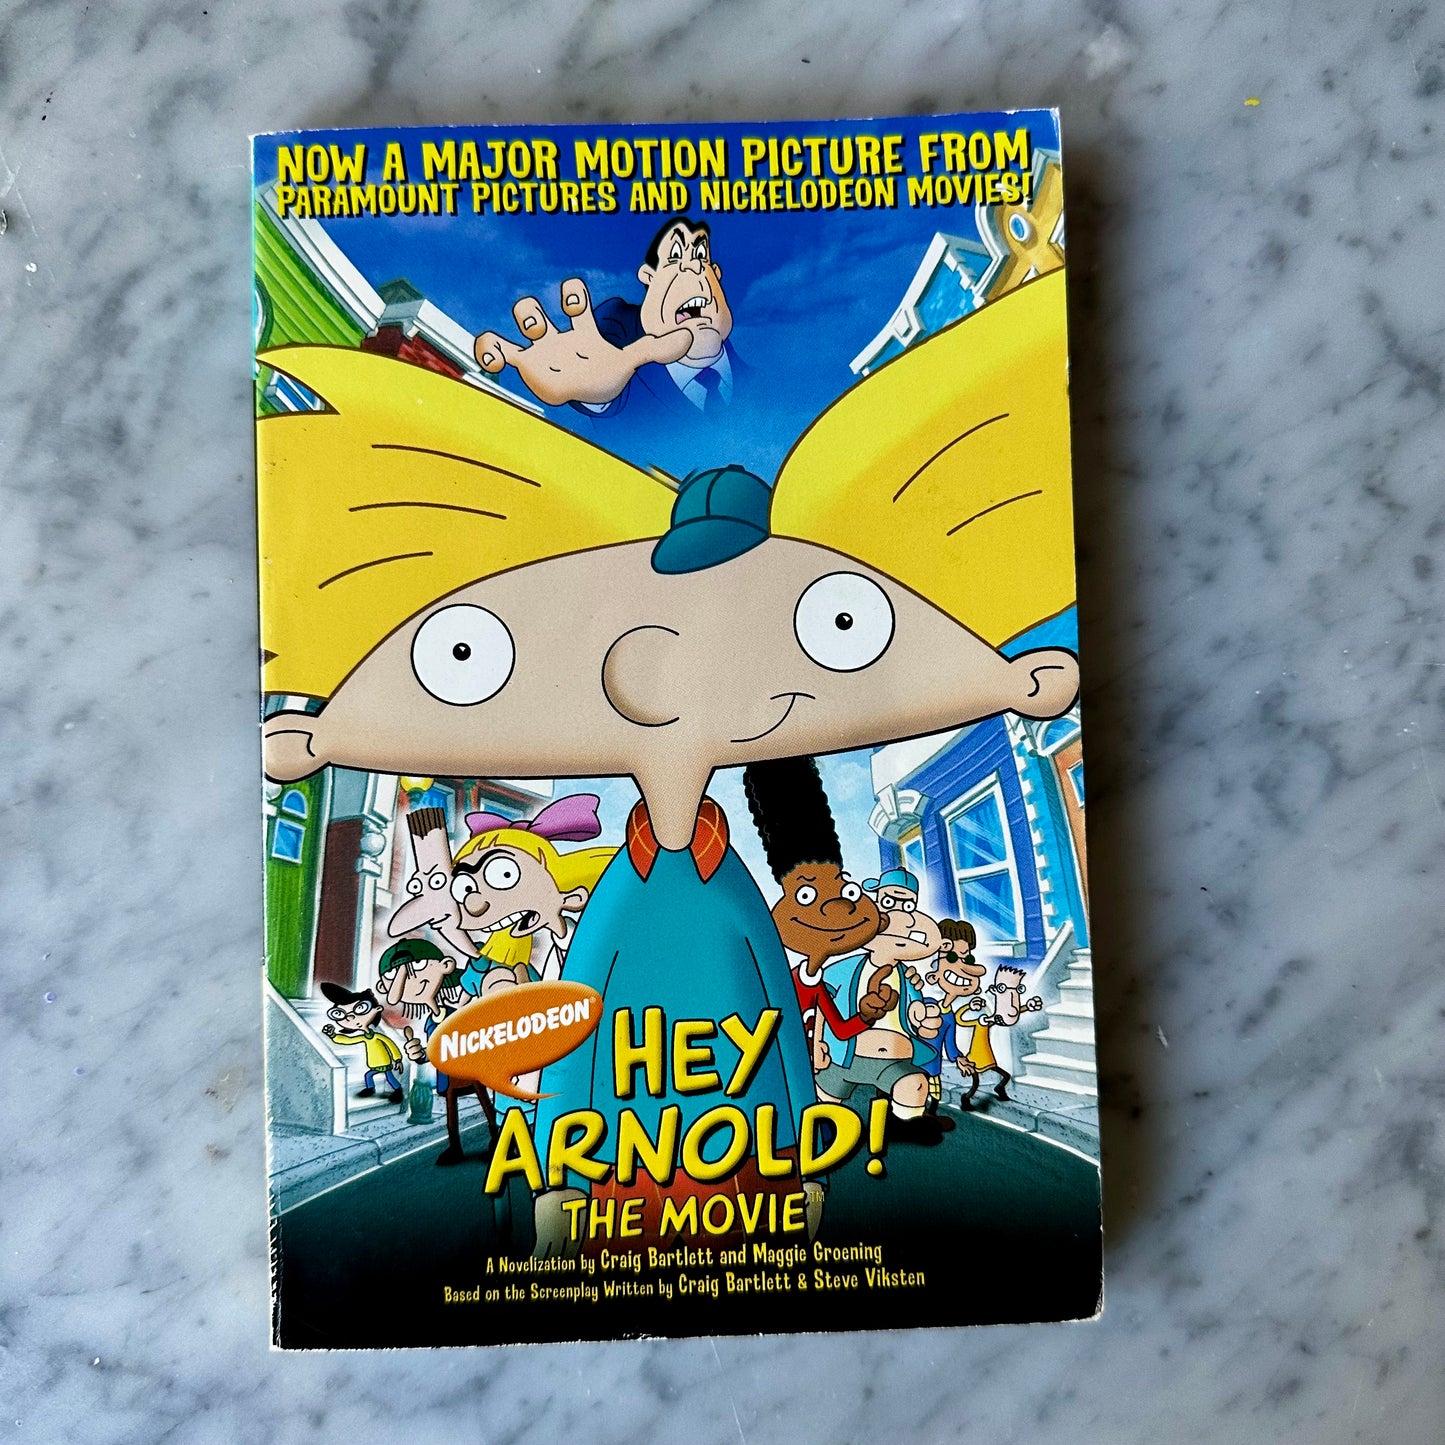 NOW A MAJOR MOTION PICTURE FROM
PARAMOUNT PICTURES AND NICKELODEON MOVIES!
NICKELODEON®
HEY
ARNOLD!
THE MOVIE™
A Novelization by Craig Bartlett and Maggie Groening
Based on the Screenplay Written by Craig Bartlett & Steve Viksten